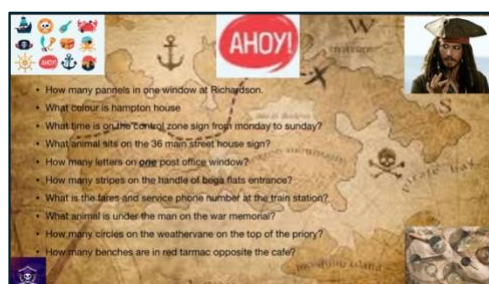 AHOY!
AHOY!
W
S
How many pannels in one window at Richardson.
What colour is hampton house
What time is on the control zone sign from monday to sunday?
What animal sits on the 36 main street house sign?
How many letters on one post office window?
How many stripes on the handle of bega flats entrance?
What is the fares and service phone number at the train station?
What animal is under the man on the war memorial?
How many circles on the weathervane on the top of the priory?
How many benches are in red tarmac opposite the cafe?